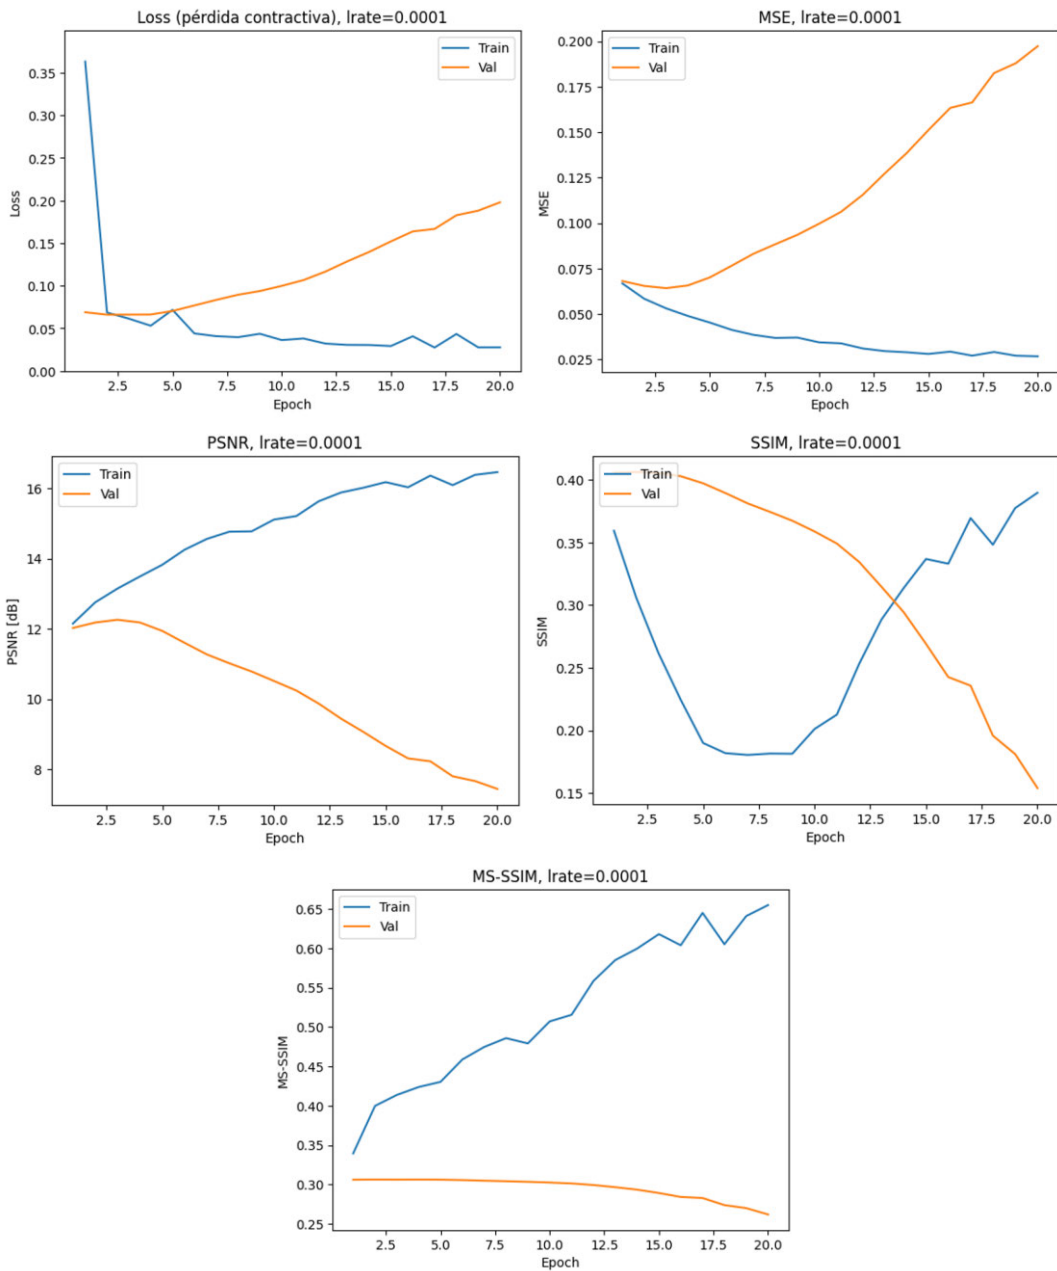 Loss (pérdida contractiva), lrate=0.0001
Train
Val
0.35
0.30
0.25
0.20
0.15
0.10
0.05
0.00
Loss
2.5 5.0 7.5 10.0 12.5 15.0 17.5 20.0
Epoch
MSE, lrate=0.0001
Train
Val
0.200
0.175
0.150
0.125
0.100
0.075
0.050
0.025
MSE
2.5 5.0 7.5 10.0 12.5 15.0 17.5 20.0
Epoch
PSNR, lrate=0.0001
Train
Val
16
14
12
10
8
PSNR [dB]
2.5 5.0 7.5 10.0 12.5 15.0 17.5 20.0
Epoch
SSIM, lrate=0.0001
Train
Val
0.40
0.35
0.30
0.25
0.20
0.15
SSIM
2.5 5.0 7.5 10.0 12.5 15.0 17.5 20.0
Epoch
MS-SSIM, lrate=0.0001
Train
Val
0.65
0.60
0.55
0.50
0.45
0.40
0.35
0.30
0.25
MS-SSIM
2.5 5.0 7.5 10.0 12.5 15.0 17.5 20.0
Epoch